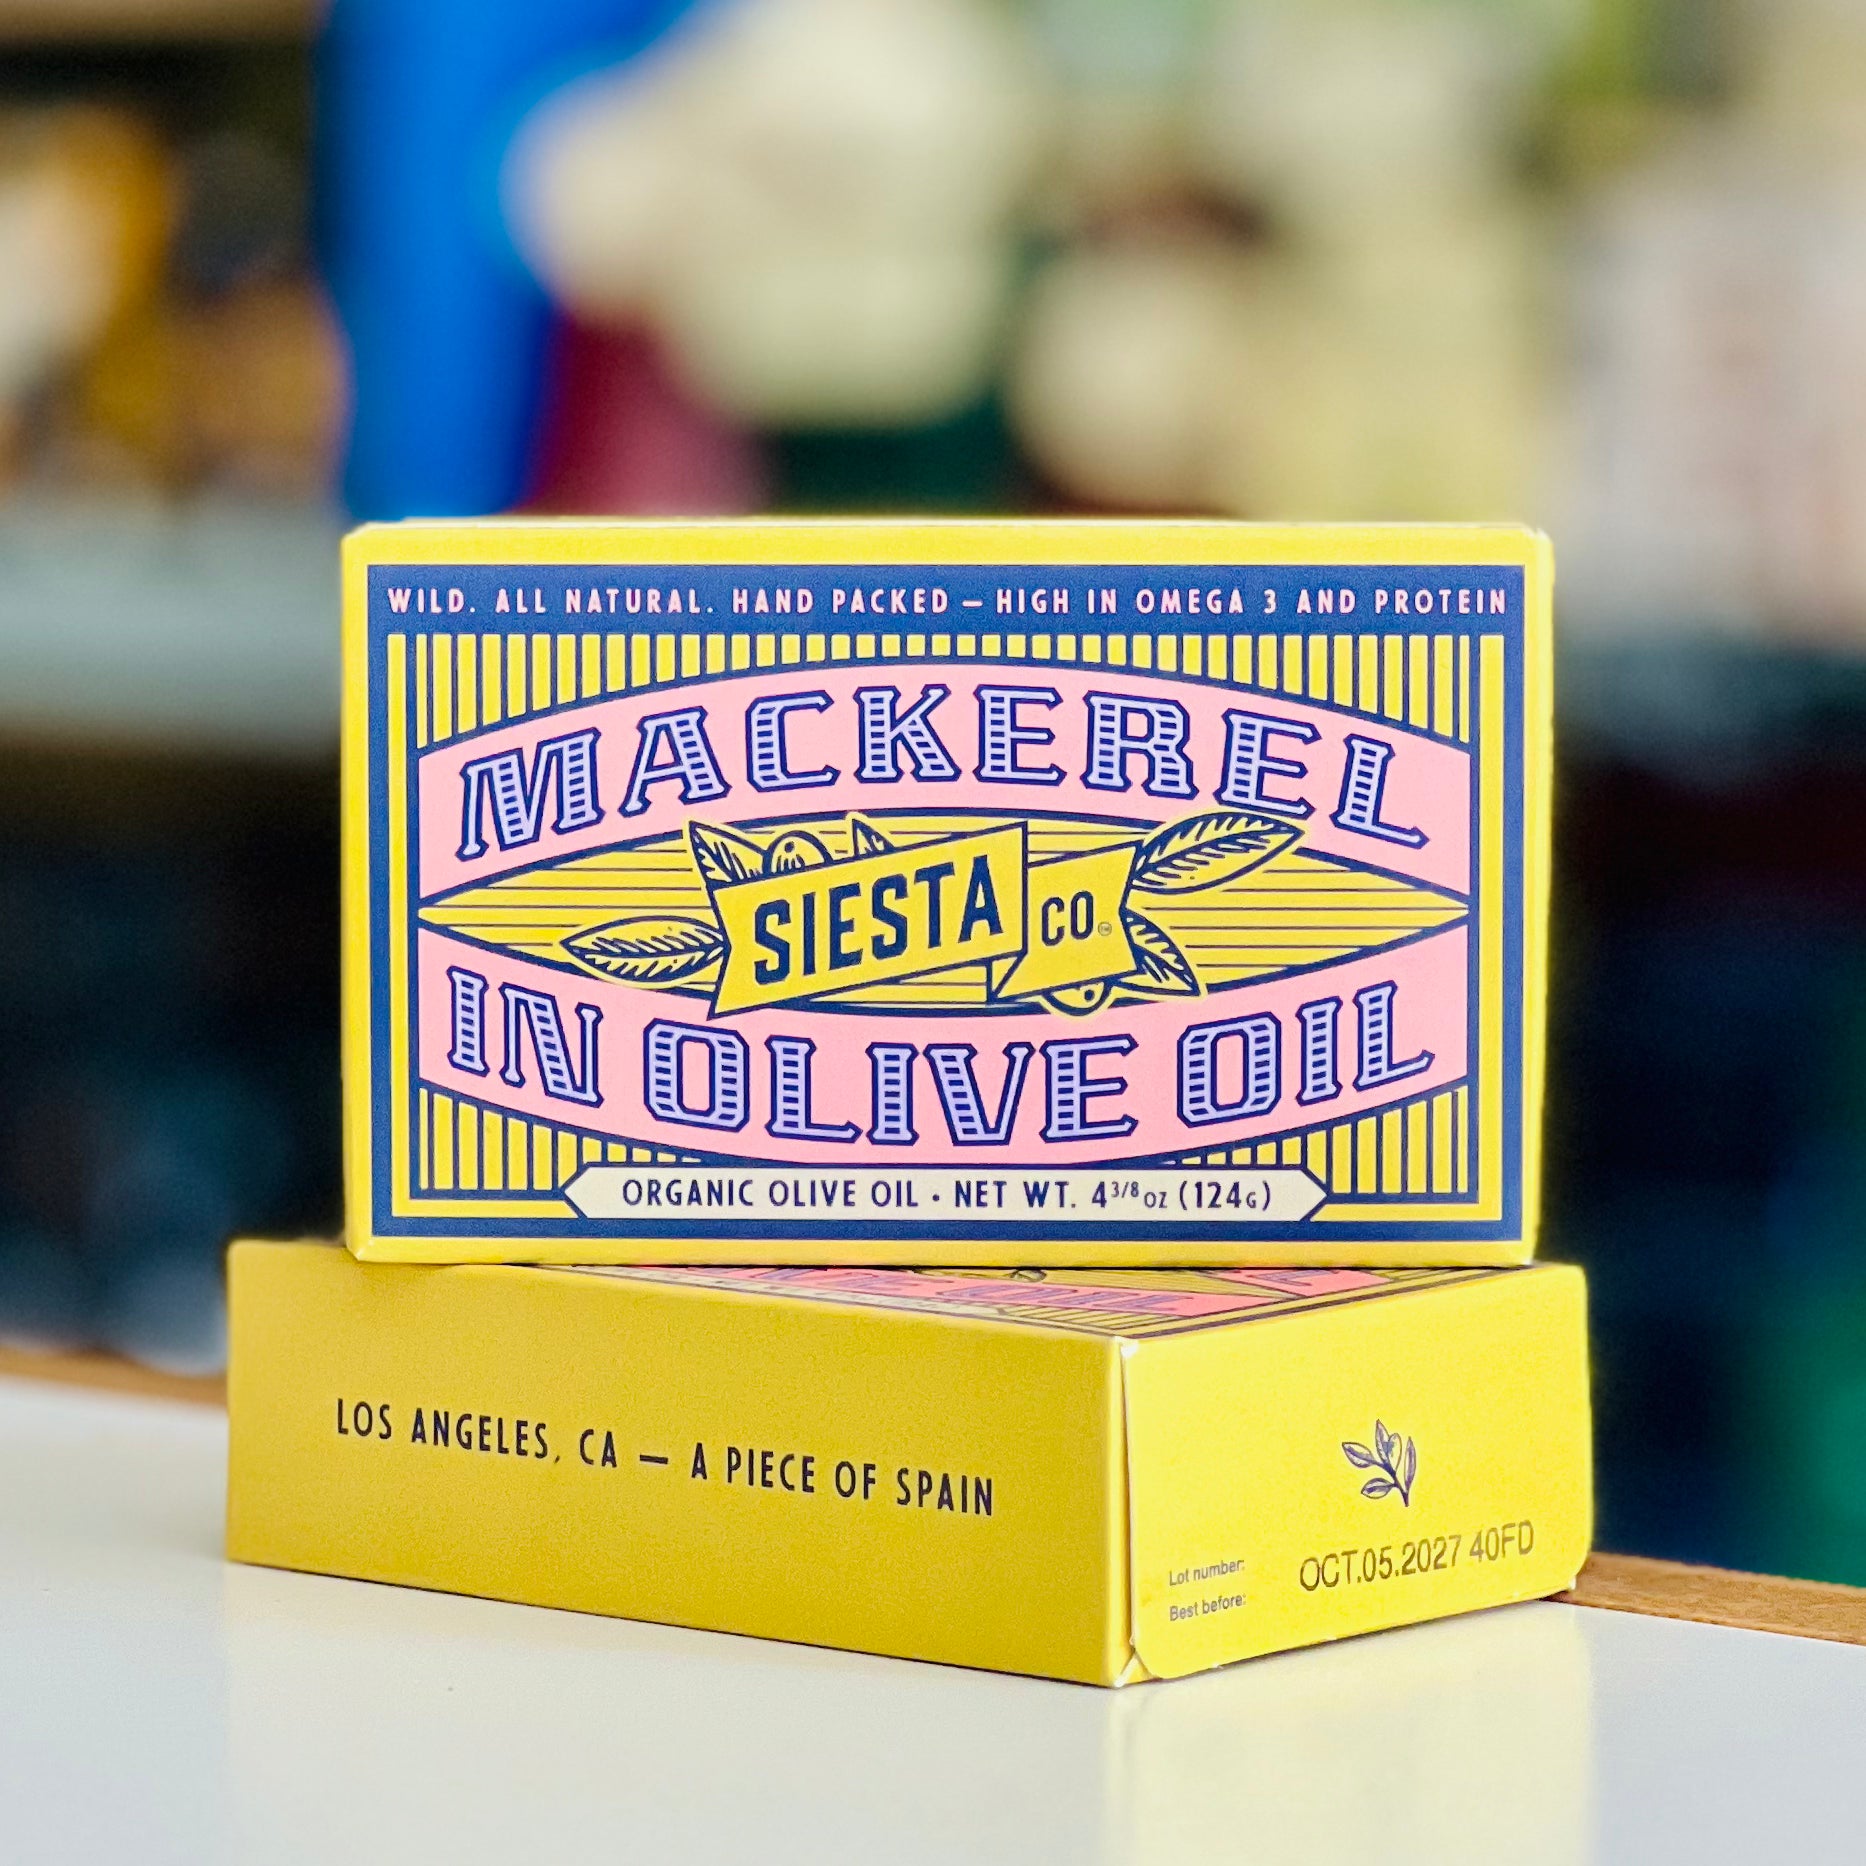 WILD. ALL NATURAL. HAND PACKED – HIGH IN OMEGA 3 AND PROTEIN
MACKEREL
SIESTA CO.
IN OLIVE OIL
ORGANIC OLIVE OIL • NET WT. 4 3/8 OZ (124G)
LOS ANGELES, CA — A PIECE OF SPAIN
Lot number:
OCT.05.2027 40FD
Best before: